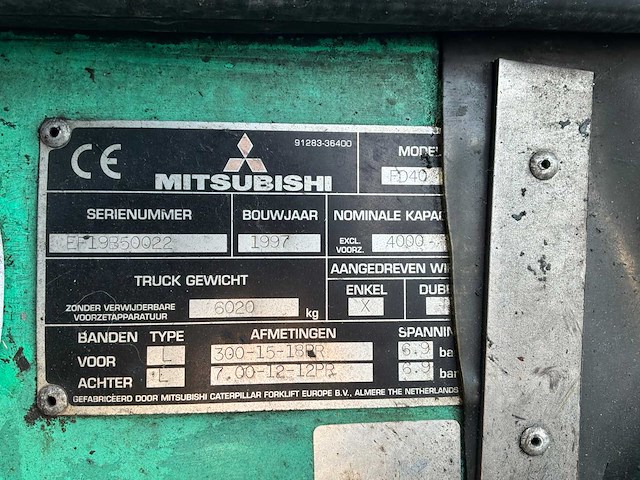 CE
91283-36400
MODEL
MITSUBISHI
FD40
SERIENUMMER
BOUWJAAR
NOMINALE KAPAC
1997
EXCL. VOORZ.
4000
TRUCK GEWICHT
AANGEDREVEN WI
ENKEL
DUBB
ZONDER VERWIJDERBARE
VOORZETAPPARATUUR
6020
kg
X
BANDEN
TYPE
AFMETINGEN
SPANNIN
VOOR
L
300-15-18PR
6.9
ba
ACHTER
L
7.00-12-12PR
6.9
bar
GEFABRICEERD DOOR MITSUBISHI CATERPILLAR FORKLIFT EUROPE B.V., ALMERE THE NETHERLANDS